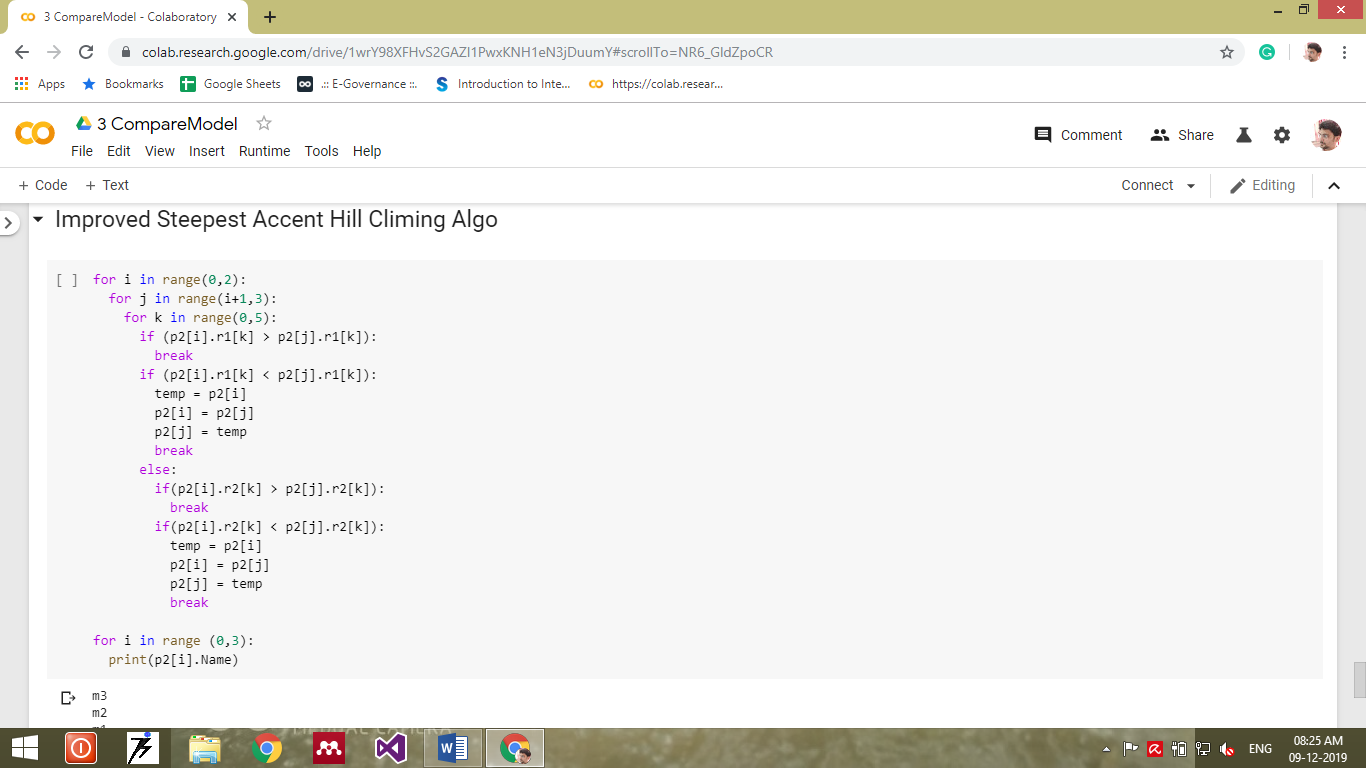 3 CompareModel - Colaboratory
colab.research.google.com/drive/1wrY98XFHvS2GAZI1PwxKNH1eN3jDuumY#scrollTo=NR6_GldZpoCR
Apps Bookmarks Google Sheets .:: E-Governance ::. Introduction to Inte... https://colab.resear...
3 CompareModel
Comment Share
File Edit View Insert Runtime Tools Help
+ Code + Text Connect Editing
Improved Steepest Accent Hill Climing Algo
[ ] for i in range(0,2):
for j in range(i+1,3):
for k in range(0,5):
if (p2[i].r1[k] > p2[j].r1[k]):
break
if (p2[i].r1[k] < p2[j].r1[k]):
temp = p2[i]
p2[i] = p2[j]
p2[j] = temp
break
else:
if(p2[i].r2[k] > p2[j].r2[k]):
break
if(p2[i].r2[k] < p2[j].r2[k]):
temp = p2[i]
p2[i] = p2[j]
p2[j] = temp
break
for i in range (0,3):
print(p2[i].Name)
m3
m2
ENG
08:25 AM
09-12-2019